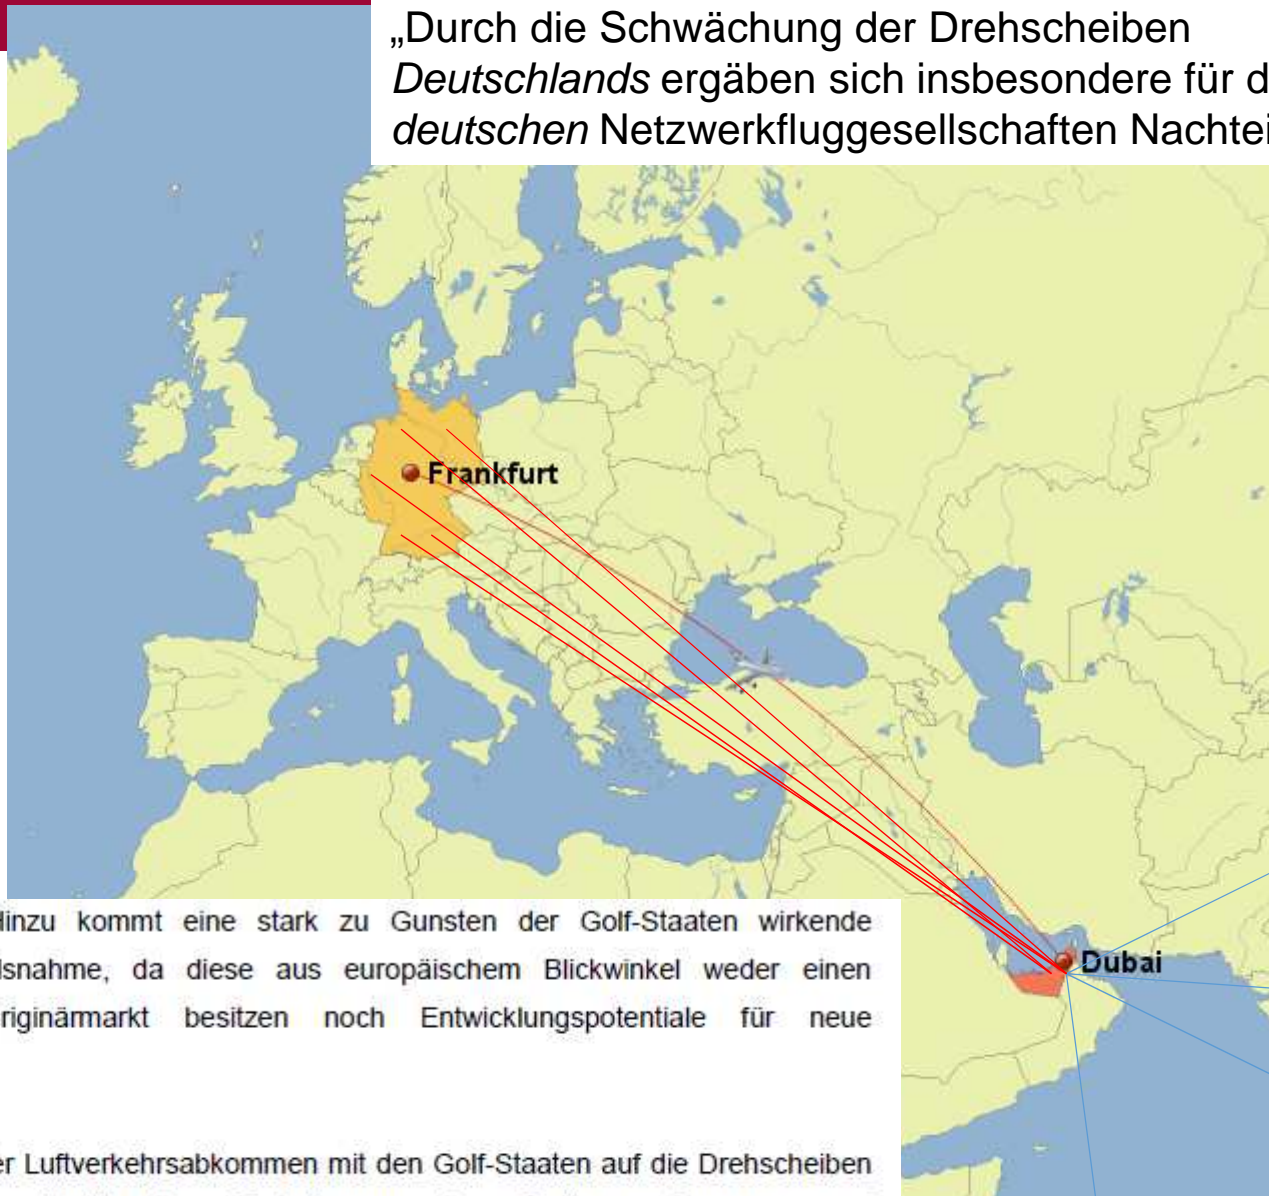 „Durch die Schwächung der Drehscheiben
Deutschlands ergäben sich insbesondere für d
deutschen Netzwerkfluggesellschaften Nachtei
Frankfurt
Dubai
Hinzu kommt eine stark zu Gunsten der Golf-Staaten wirkende
lsnahme, da diese aus europäischem Blickwinkel weder einen
riginärmarkt besitzen noch Entwicklungspotentiale für neue
er Luftverkehrsabkommen mit den Golf-Staaten auf die Drehscheiben